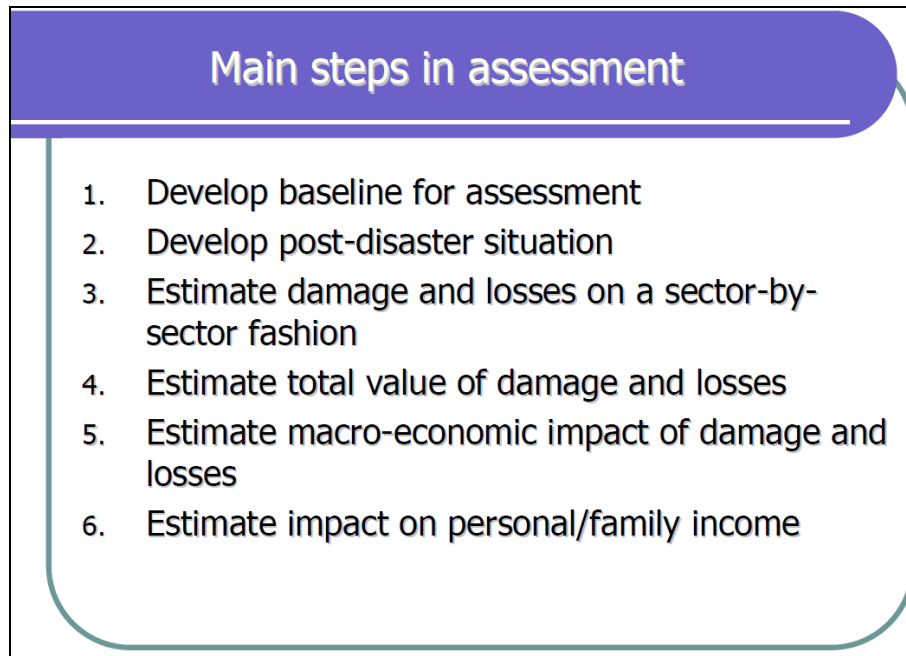 Main steps in assessment
1. Develop baseline for assessment
2. Develop post-disaster situation
3. Estimate damage and losses on a sector-by-
sector fashion
4. Estimate total value of damage and losses
5. Estimate macro-economic impact of damage and
losses
6. Estimate impact on personal/family income